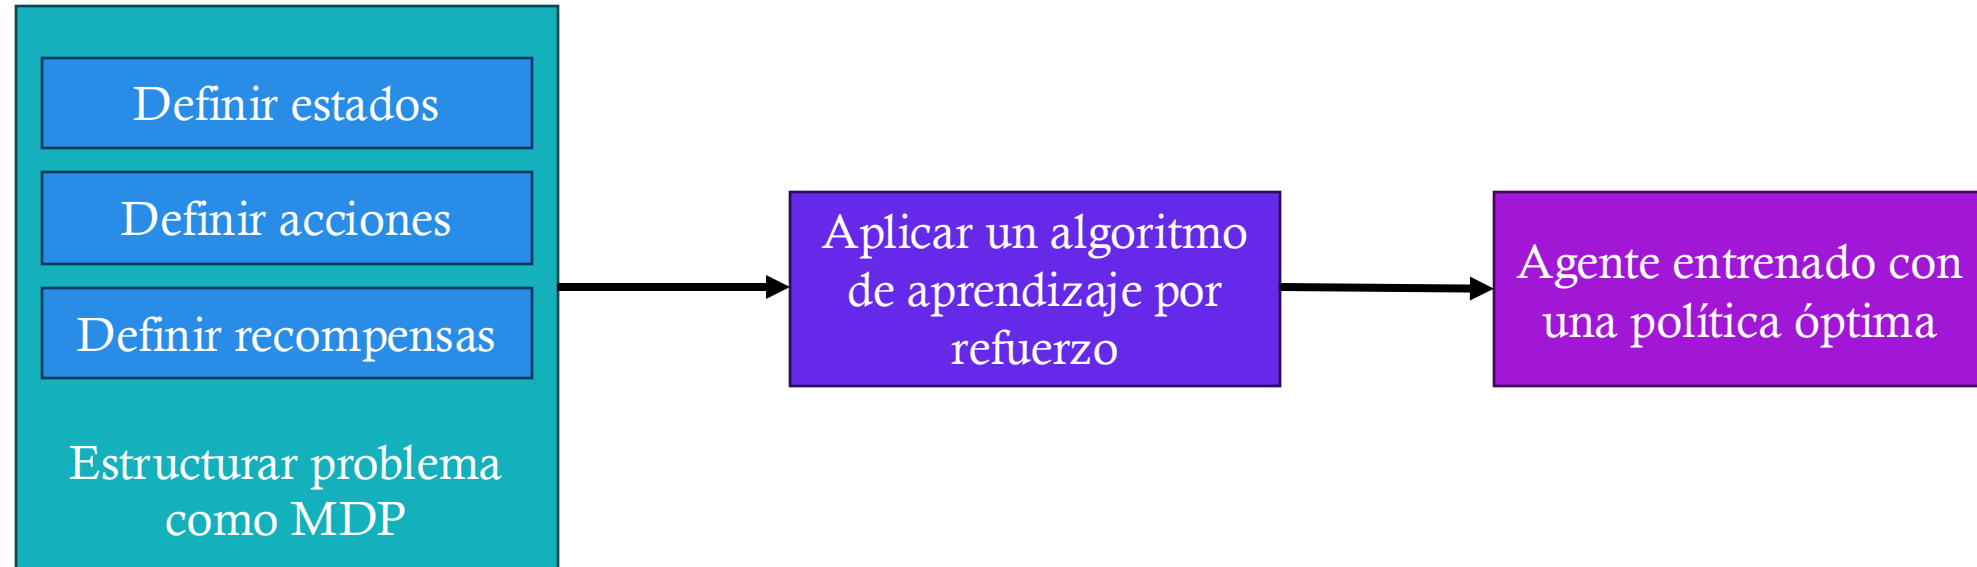 Definir estados
Definir acciones
Definir recompensas
Estructurar problema
como MDP
Aplicar un algoritmo
de aprendizaje por
refuerzo
Agente entrenado con
una política óptima